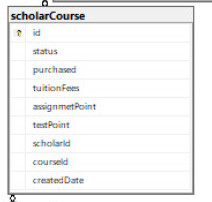 scholarCourse
id
status
purchased
tuitionFees
assignmetPoint
testPoint
scholarId
courseId
createdDate